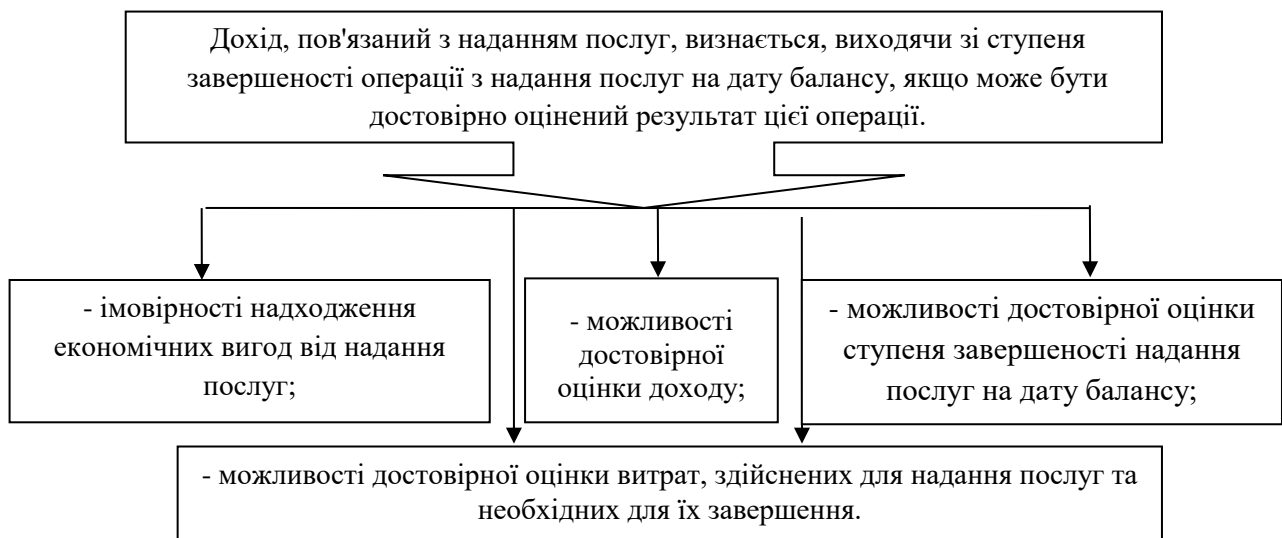 Дохід, пов'язаний з наданням послуг, визнається, виходячи зі ступеня
завершеності операції з надання послуг на дату балансу, якщо може бути
достовірно оцінений результат цієї операції.
- імовірності надходження
економічних вигод від надання
послуг;
- можливості
достовірної
оцінки доходу;
- можливості достовірної оцінки
ступеня завершеності надання
послуг на дату балансу;
- можливості достовірної оцінки витрат, здійснених для надання послуг та
необхідних для їх завершення.